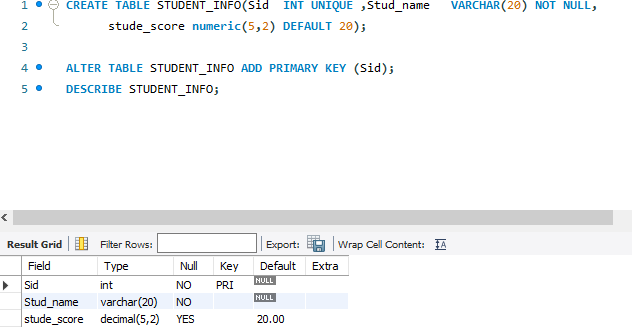 1 CREATE TABLE STUDENT_INFO(Sid INT UNIQUE ,Stud_name VARCHAR(20) NOT NULL,
2 stude_score numeric(5,2) DEFAULT 20);
3
4 ALTER TABLE STUDENT_INFO ADD PRIMARY KEY (Sid);
5 DESCRIBE STUDENT_INFO;
Result Grid Filter Rows: Export: Wrap Cell Content:
Field Type Null Key Default Extra
Sid int NO PRI NULL
Stud_name varchar(20) NO NULL
stude_score decimal(5,2) YES 20.00